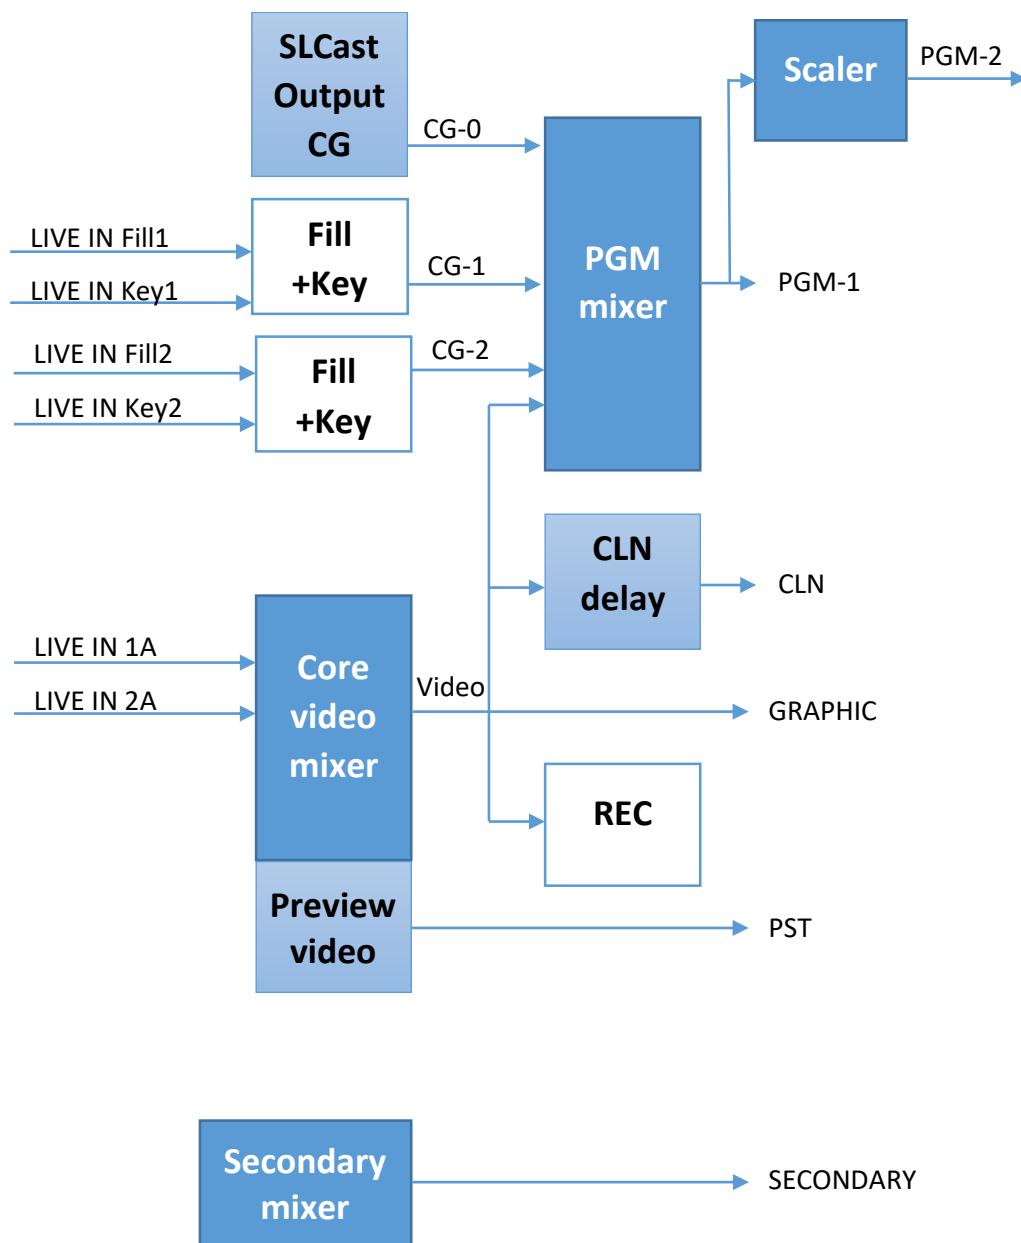 SLCast
Output
CG
Scaler
PGM-2
CG-0
LIVE IN Fill1
LIVE IN Key1
Fill
+Key
CG-1
PGM
mixer
PGM-1
LIVE IN Fill2
LIVE IN Key2
Fill
+Key
CG-2
CLN
delay
CLN
LIVE IN 1A
LIVE IN 2A
Core
video
mixer
Video
GRAPHIC
REC
Preview
video
PST
Secondary
mixer
SECONDARY